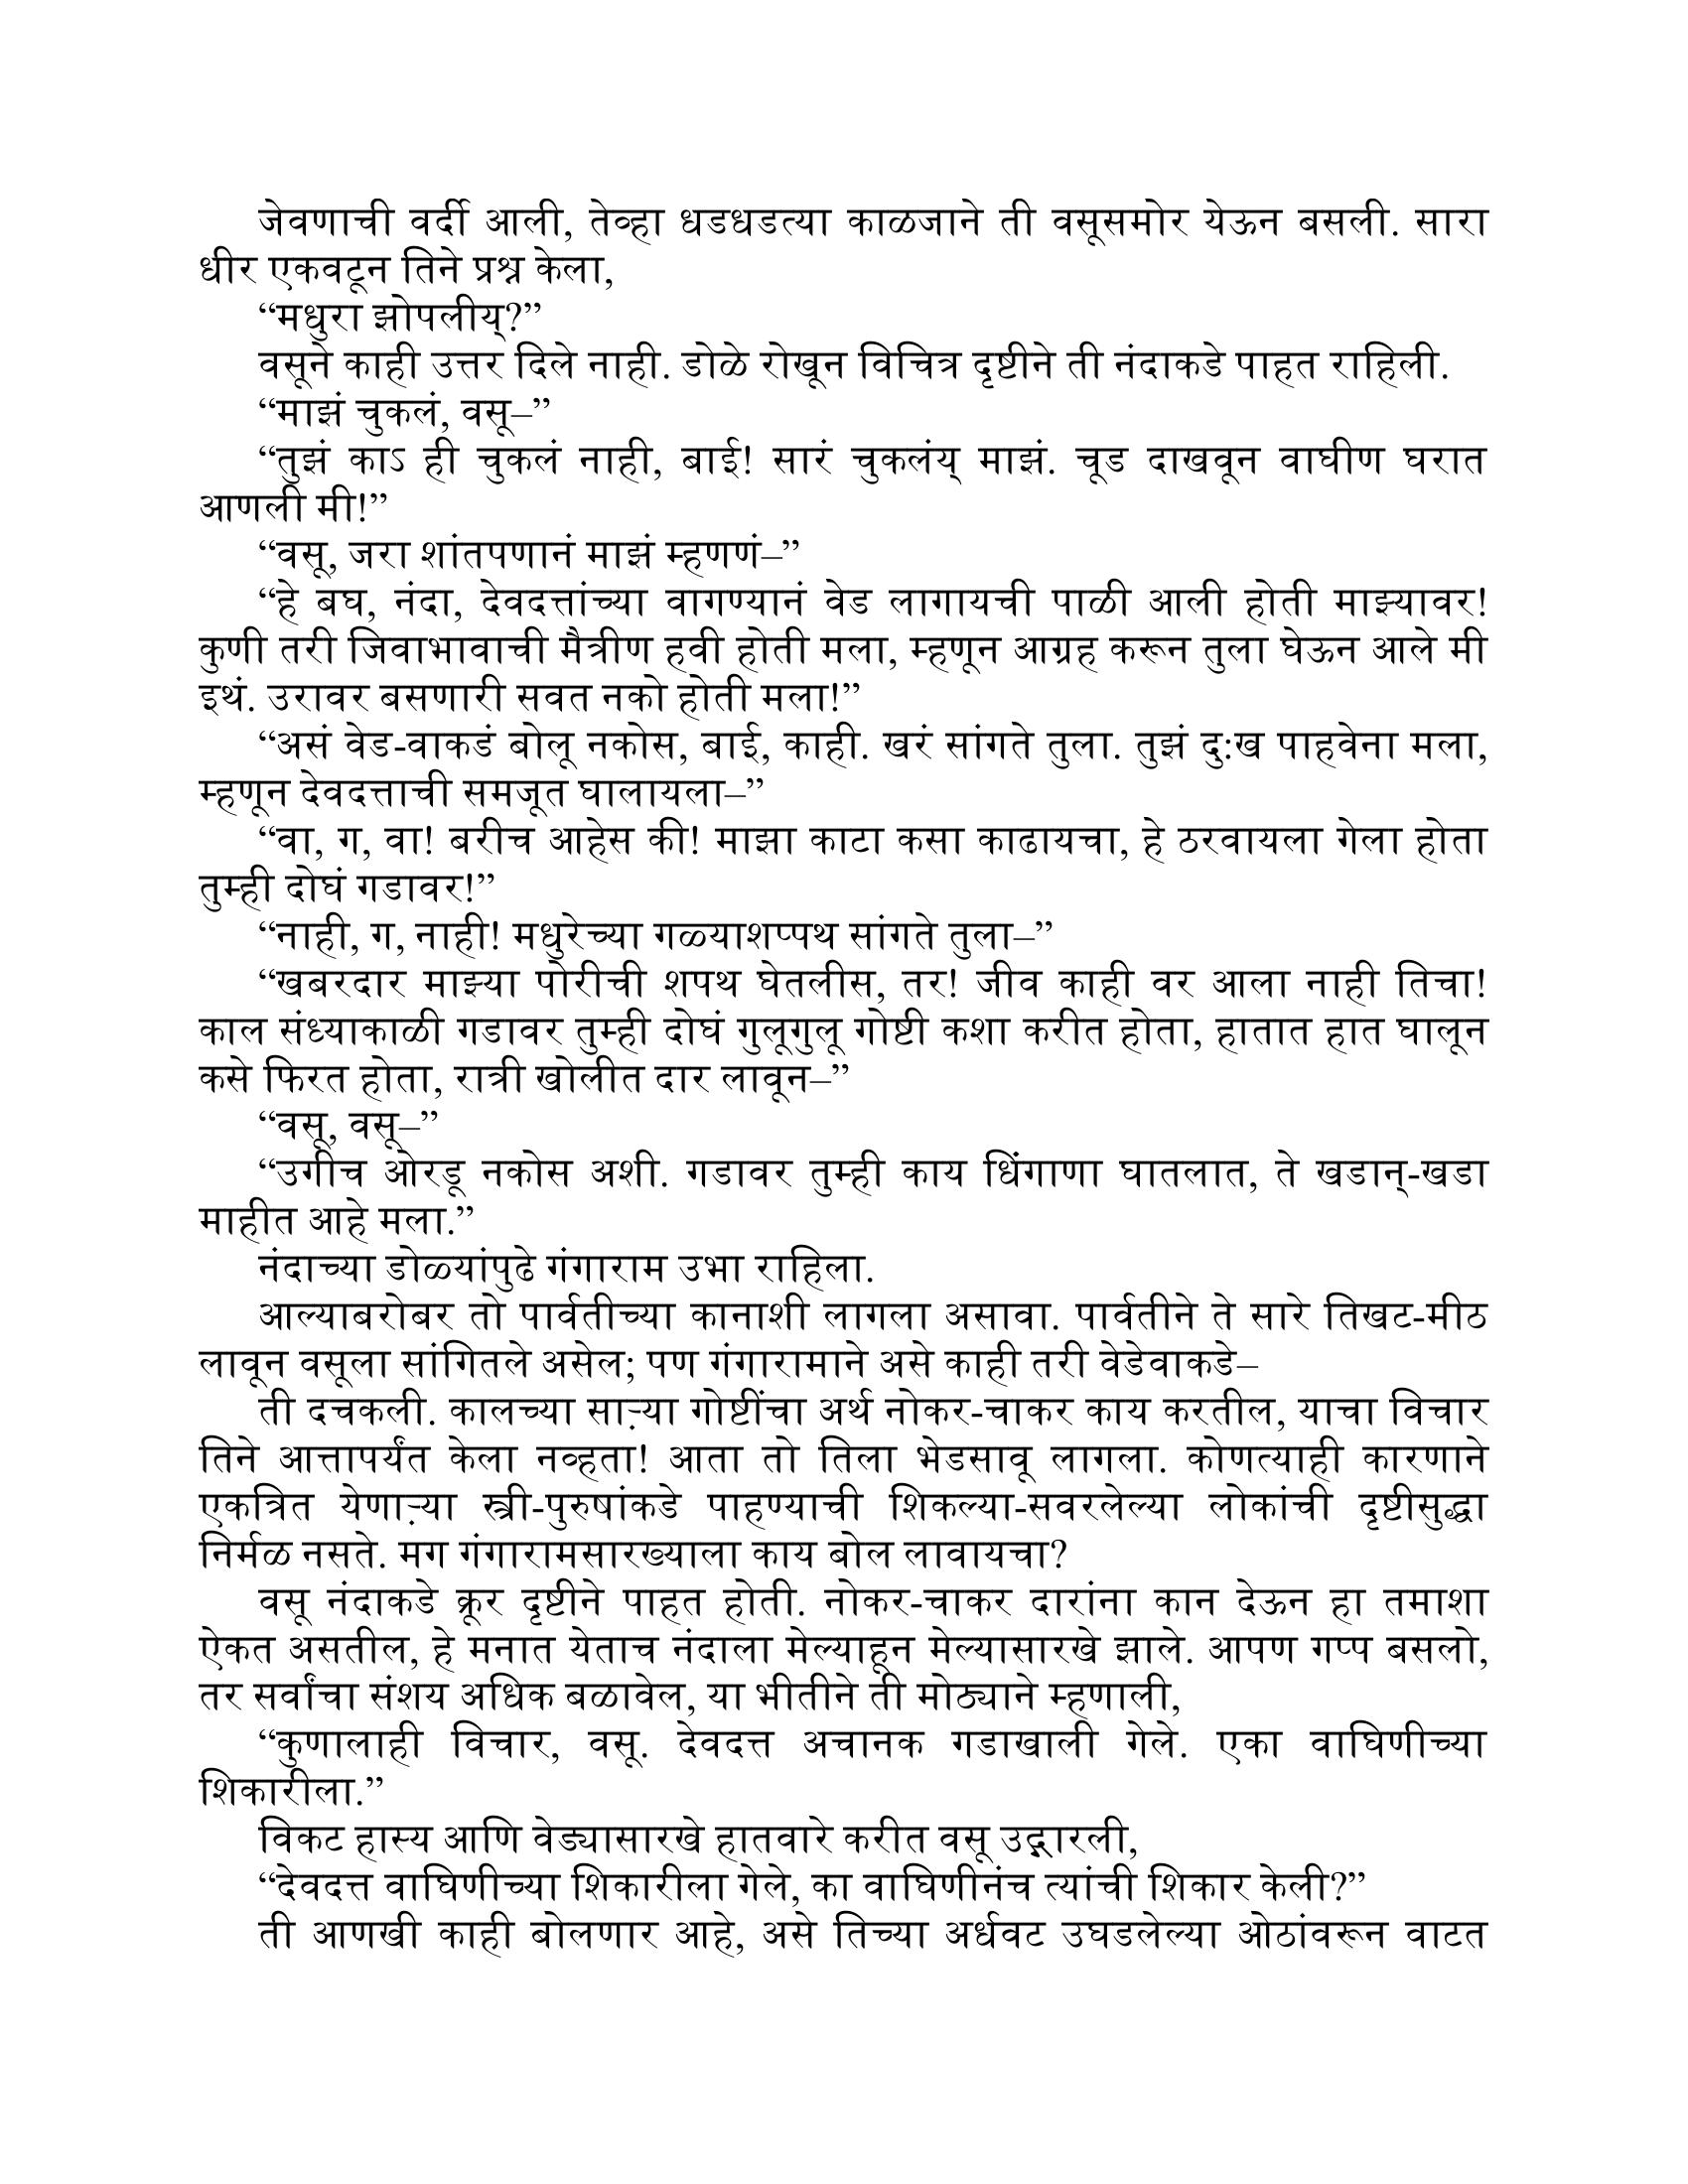 जेवणाची वर्दी आली, तेव्हा धडधडत्या काळजाने ती वसूसमोर येऊन बसली. सारा
धीर एकवटून तिने प्रश्न केला,
“मधुरा झोपलीय्?”
वसूने काही उत्तर दिले नाही. डोळे रोखून विचित्र दृष्टीने ती नंदाकडे पाहत राहिली.
“माझं चुकलं, वसू–”
“तुझं काऽ ही चुकलं नाही, बाई! सारं चुकलंय् माझं. चूड दाखवून वाघीण घरात
आणली मी!”
“वसू, जरा शांतपणानं माझं म्हणणं–”
“हे बघ, नंदा, देवदत्तांच्या वागण्यानं वेड लागायची पाळी आली होती माझ्यावर!
कुणी तरी जिवाभावाची मैत्रीण हवी होती मला, म्हणून आग्रह करून तुला घेऊन आले मी
इथं. उरावर बसणारी सवत नको होती मला!”
“असं वेड-वाकडं बोलू नकोस, बाई, काही. खरं सांगते तुला. तुझं दु:ख पाहवेना मला,
म्हणून देवदत्ताची समजूत घालायला–”
“वा, ग, वा! बरीच आहेस की! माझा काटा कसा काढायचा, हे ठरवायला गेला होता
तुम्ही दोघं गडावर!”
“नाही, ग, नाही! मधुरेच्या गळ्याशप्पथ सांगते तुला–”
“खबरदार माझ्या पोरीची शपथ घेतलीस, तर! जीव काही वर आला नाही तिचा!
काल संध्याकाळी गडावर तुम्ही दोघं गुलूगुलू गोष्टी कशा करीत होता, हातात हात घालून
कसे फिरत होता, रात्री खोलीत दार लावून–”
“वसू, वसू–”
“उगीच ओरडू नकोस अशी. गडावर तुम्ही काय धिंगाणा घातलात, ते खडान्-खडा
माहीत आहे मला.”
नंदाच्या डोळ्यांपुढे गंगाराम उभा राहिला.
आल्याबरोबर तो पार्वतीच्या कानाशी लागला असावा. पार्वतीने ते सारे तिखट-मीठ
लावून वसूला सांगितले असेल; पण गंगारामाने असे काही तरी वेडेवाकडे–
ती दचकली. कालच्या साऱ्या गोष्टींचा अर्थ नोकर-चाकर काय करतील, याचा विचार
तिने आत्तापर्यंत केला नव्हता! आता तो तिला भेडसावू लागला. कोणत्याही कारणाने
एकत्रित येणाऱ्या स्त्री-पुरुषांकडे पाहण्याची शिकल्या-सवरलेल्या लोकांची दृष्टीसुद्धा
निर्मळ नसते. मग गंगारामसारख्याला काय बोल लावायचा?
वसू नंदाकडे क्रूर दृष्टीने पाहत होती. नोकर-चाकर दारांना कान देऊन हा तमाशा
ऐकत असतील, हे मनात येताच नंदाला मेल्याहून मेल्यासारखे झाले. आपण गप्प बसलो,
तर सर्वांचा संशय अधिक बळावेल, या भीतीने ती मोठ्याने म्हणाली,
“कुणालाही विचार, वसू. देवदत्त अचानक गडाखाली गेले. एका वाघिणीच्या
शिकारीला.”
विकट हास्य आणि वेड्यासारखे हातवारे करीत वसू उद्गारली,
“देवदत्त वाघिणीच्या शिकारीला गेले, का वाघिणीनंच त्यांची शिकार केली?”
ती आणखी काही बोलणार आहे, असे तिच्या अर्धवट उघडलेल्या ओठांवरून वाटत